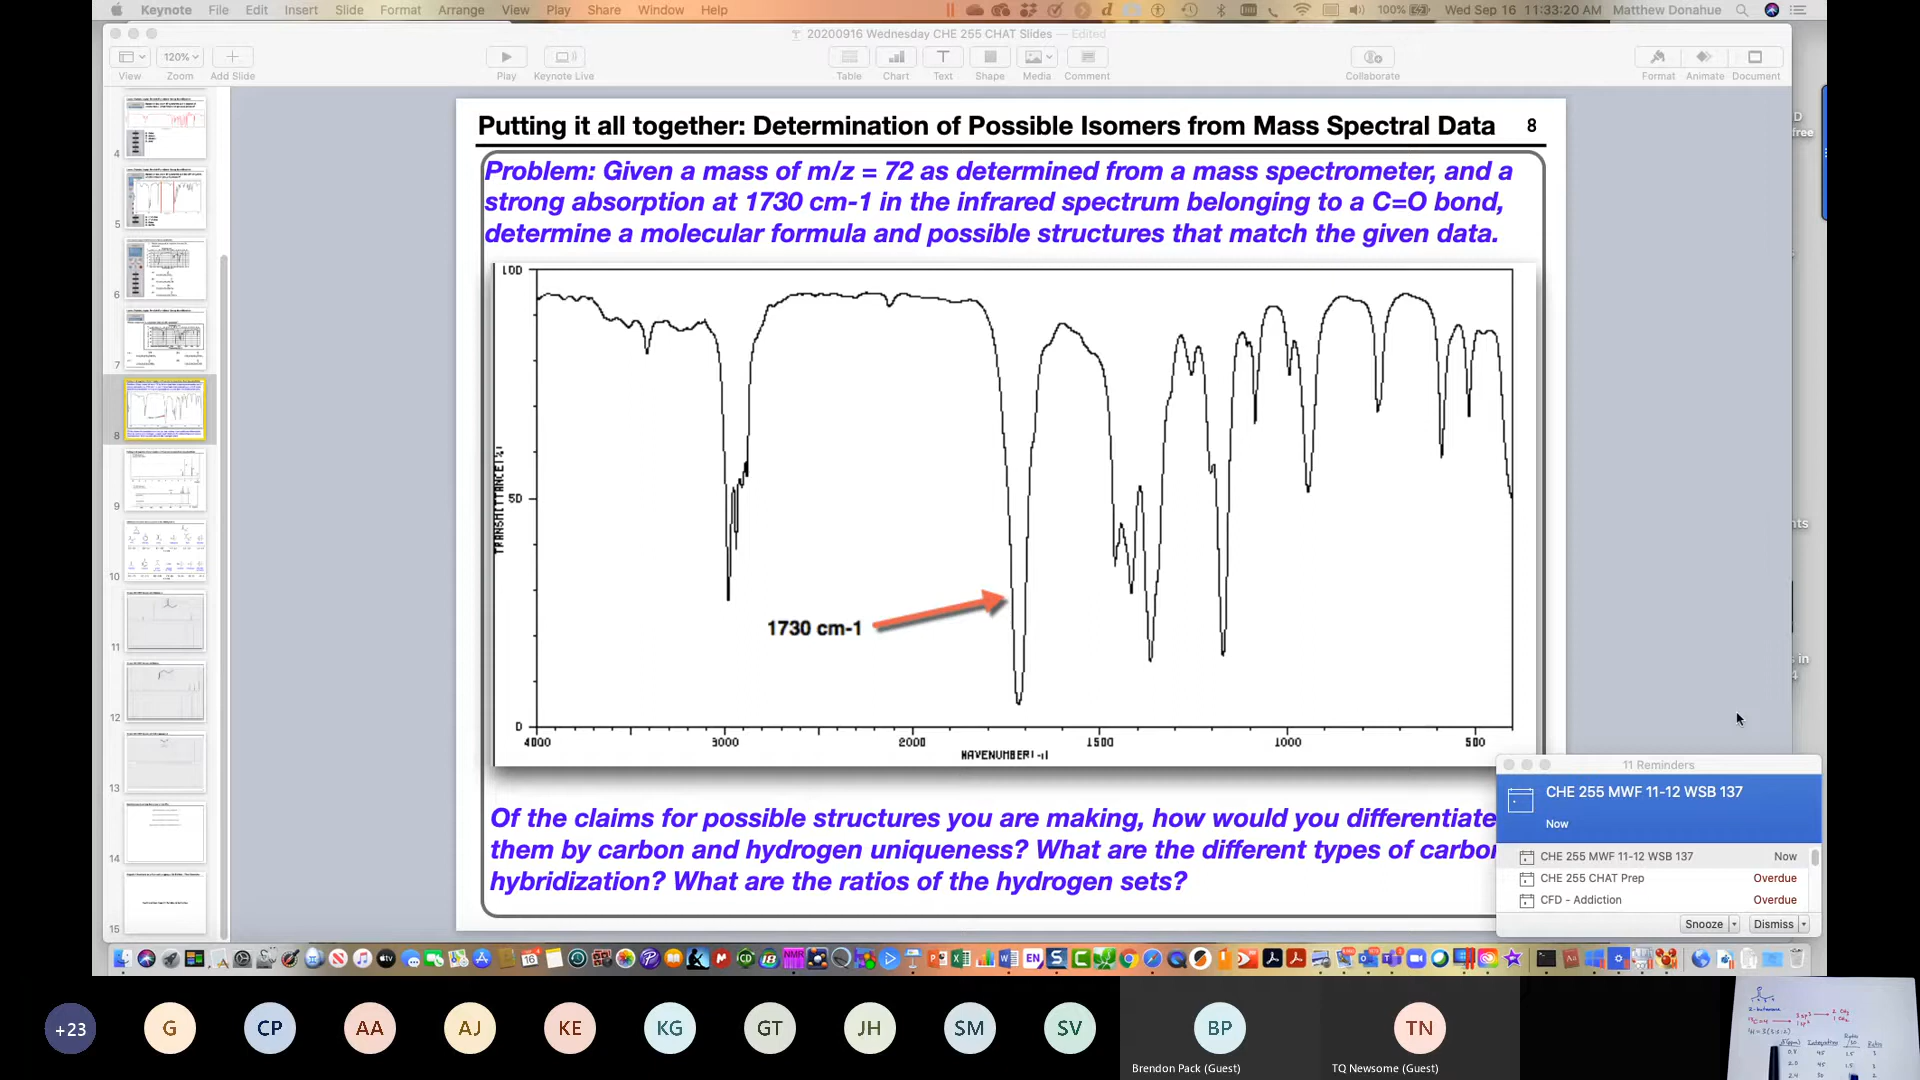 Keynote File Edit Insert Slide Format Arrange View Play Share Window Help 100% Wed Sep 16 11:33:20 AM Matthew Donahue
20200916 Wednesday CHE 255 CHAT Slides — Edited
120%
View Zoom Add Slide Play Keynote Live Table Chart Text Shape Media Comment Collaborate Format Animate Document
4
5
6
7
8
9
10
11
12
13
14
15
Putting it all together: Determination of Possible Isomers from Mass Spectral Data 8
Problem: Given a mass of m/z = 72 as determined from a mass spectrometer, and a
strong absorption at 1730 cm-1 in the infrared spectrum belonging to a C=O bond,
determine a molecular formula and possible structures that match the given data.
100
50
0
TRANSMITTANCE(%)
1730 cm-1
4000 3000 2000 1500 1000 500
WAVENUMBER(-1)
Of the claims for possible structures you are making, how would you differentiate
them by carbon and hydrogen uniqueness? What are the different types of carbon
hybridization? What are the ratios of the hydrogen sets?
D
free
nts
s in
4
11 Reminders
CHE 255 MWF 11-12 WSB 137
Now
CHE 255 MWF 11-12 WSB 137 Now
CHE 255 CHAT Prep Overdue
CFD - Addiction Overdue
Snooze Dismiss
+23 G CP AA AJ KE KG GT JH SM SV BP TN
Brendon Pack (Guest) TQ Newsome (Guest)
2-butanone